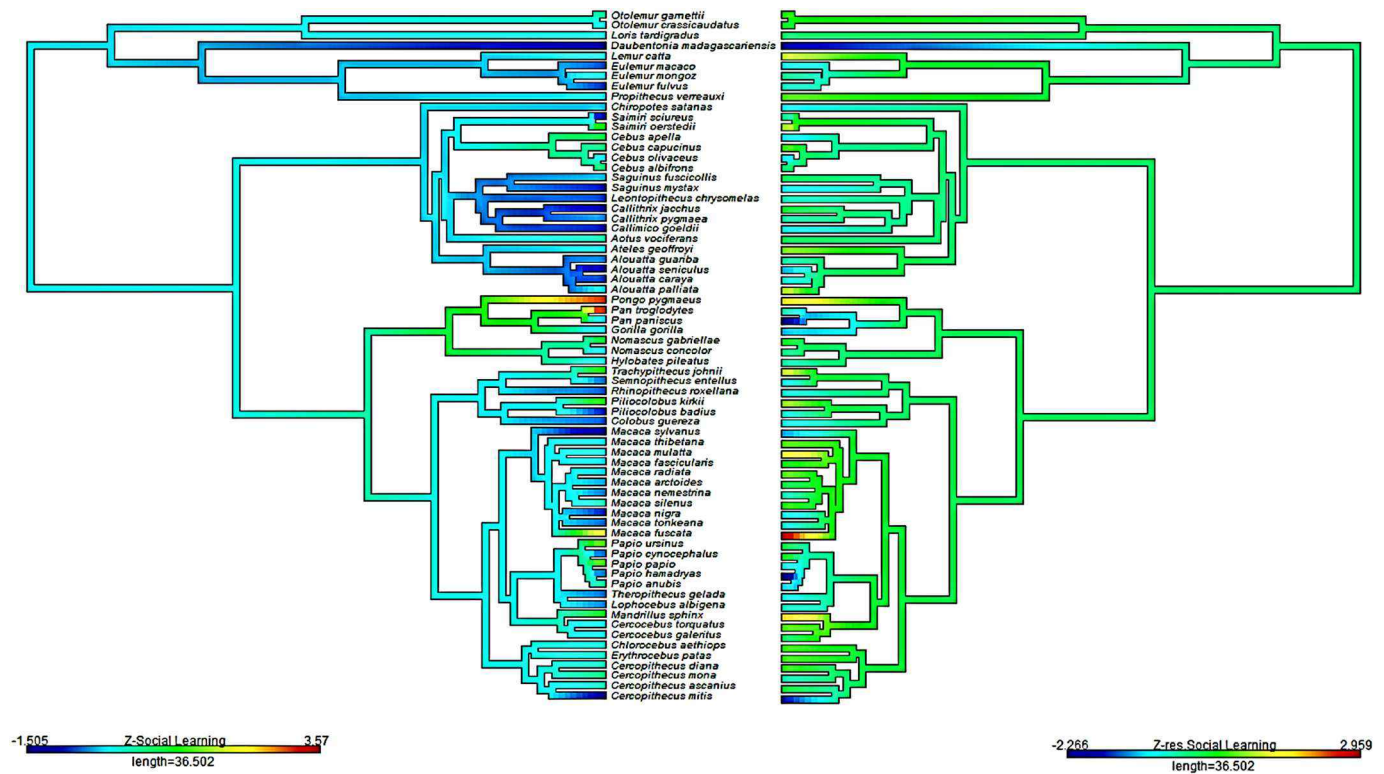 Otolemur garnettii
Otolemur crassicaudatus
Loris tardigradus
Daubentonia madagascariensis
Lemur catta
Eulemur macaco
Eulemur mongoz
Eulemur fulvus
Propithecus verreauxi
Chiropotes satanas
Saimiri sciureus
Saimiri oerstedii
Cebus apella
Cebus capucinus
Cebus olivaceus
Cebus albifrons
Saguinus fuscicollis
Saguinus mystax
Leontopithecus chrysomelas
Callithrix jacchus
Callithrix pygmaea
Callimico goeldii
Aotus vociferans
Ateles geoffroyi
Alouatta guariba
Alouatta seniculus
Alouatta caraya
Alouatta palliata
Pongo pygmaeus
Pan troglodytes
Pan paniscus
Gorilla gorilla
Nomascus gabriellae
Nomascus concolor
Hylobates pileatus
Trachypithecus johnii
Semnopithecus entellus
Rhinopithecus roxellana
Piliocolobus kirkii
Piliocolobus badius
Colobus guereza
Macaca sylvanus
Macaca thibetana
Macaca mulatta
Macaca fascicularis
Macaca radiata
Macaca arctoides
Macaca nemestrina
Macaca silenus
Macaca nigra
Macaca tonkeana
Macaca fuscata
Papio ursinus
Papio cynocephalus
Papio papio
Papio hamadryas
Papio anubis
Theropithecus gelada
Lophocebus albigena
Mandrillus sphinx
Cercocebus torquatus
Cercocebus galeritus
Chlorocebus aethiops
Erythrocebus patas
Cercopithecus diana
Cercopithecus mona
Cercopithecus ascanius
Cercopithecus mitis
-1.505 Z-Social Learning 3.57
length=36.502
-2.266 Z-res.Social Learning 2.959
length=36.502